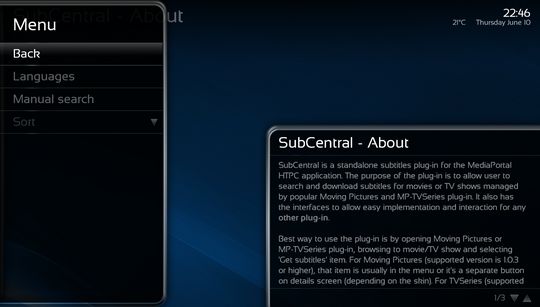 SubCentral - About
Menu
Back
Languages
Manual search
Sort
22:46
21°C Thursday June 10
SubCentral - About
SubCentral is a standalone subtitles plug-in for the MediaPortal
HTPC application. The purpose of the plug-in is to allow user to
search and download subtitles for movies or TV shows managed
by popular Moving Pictures and MP-TVSeries plug-in. It also has
the interfaces to allow easy implementation and interaction for any
other plug-in.
Best way to use the plug-in is by opening Moving Pictures or
MP-TVSeries plug-in, browsing to movie/TV show and selecting
'Get subtitles' item. For Moving Pictures (supported version is 1.0.3
or higher), that item is usually in the menu or it's a separate button
on details screen (depending on the skin). For TVSeries (supported
1/3